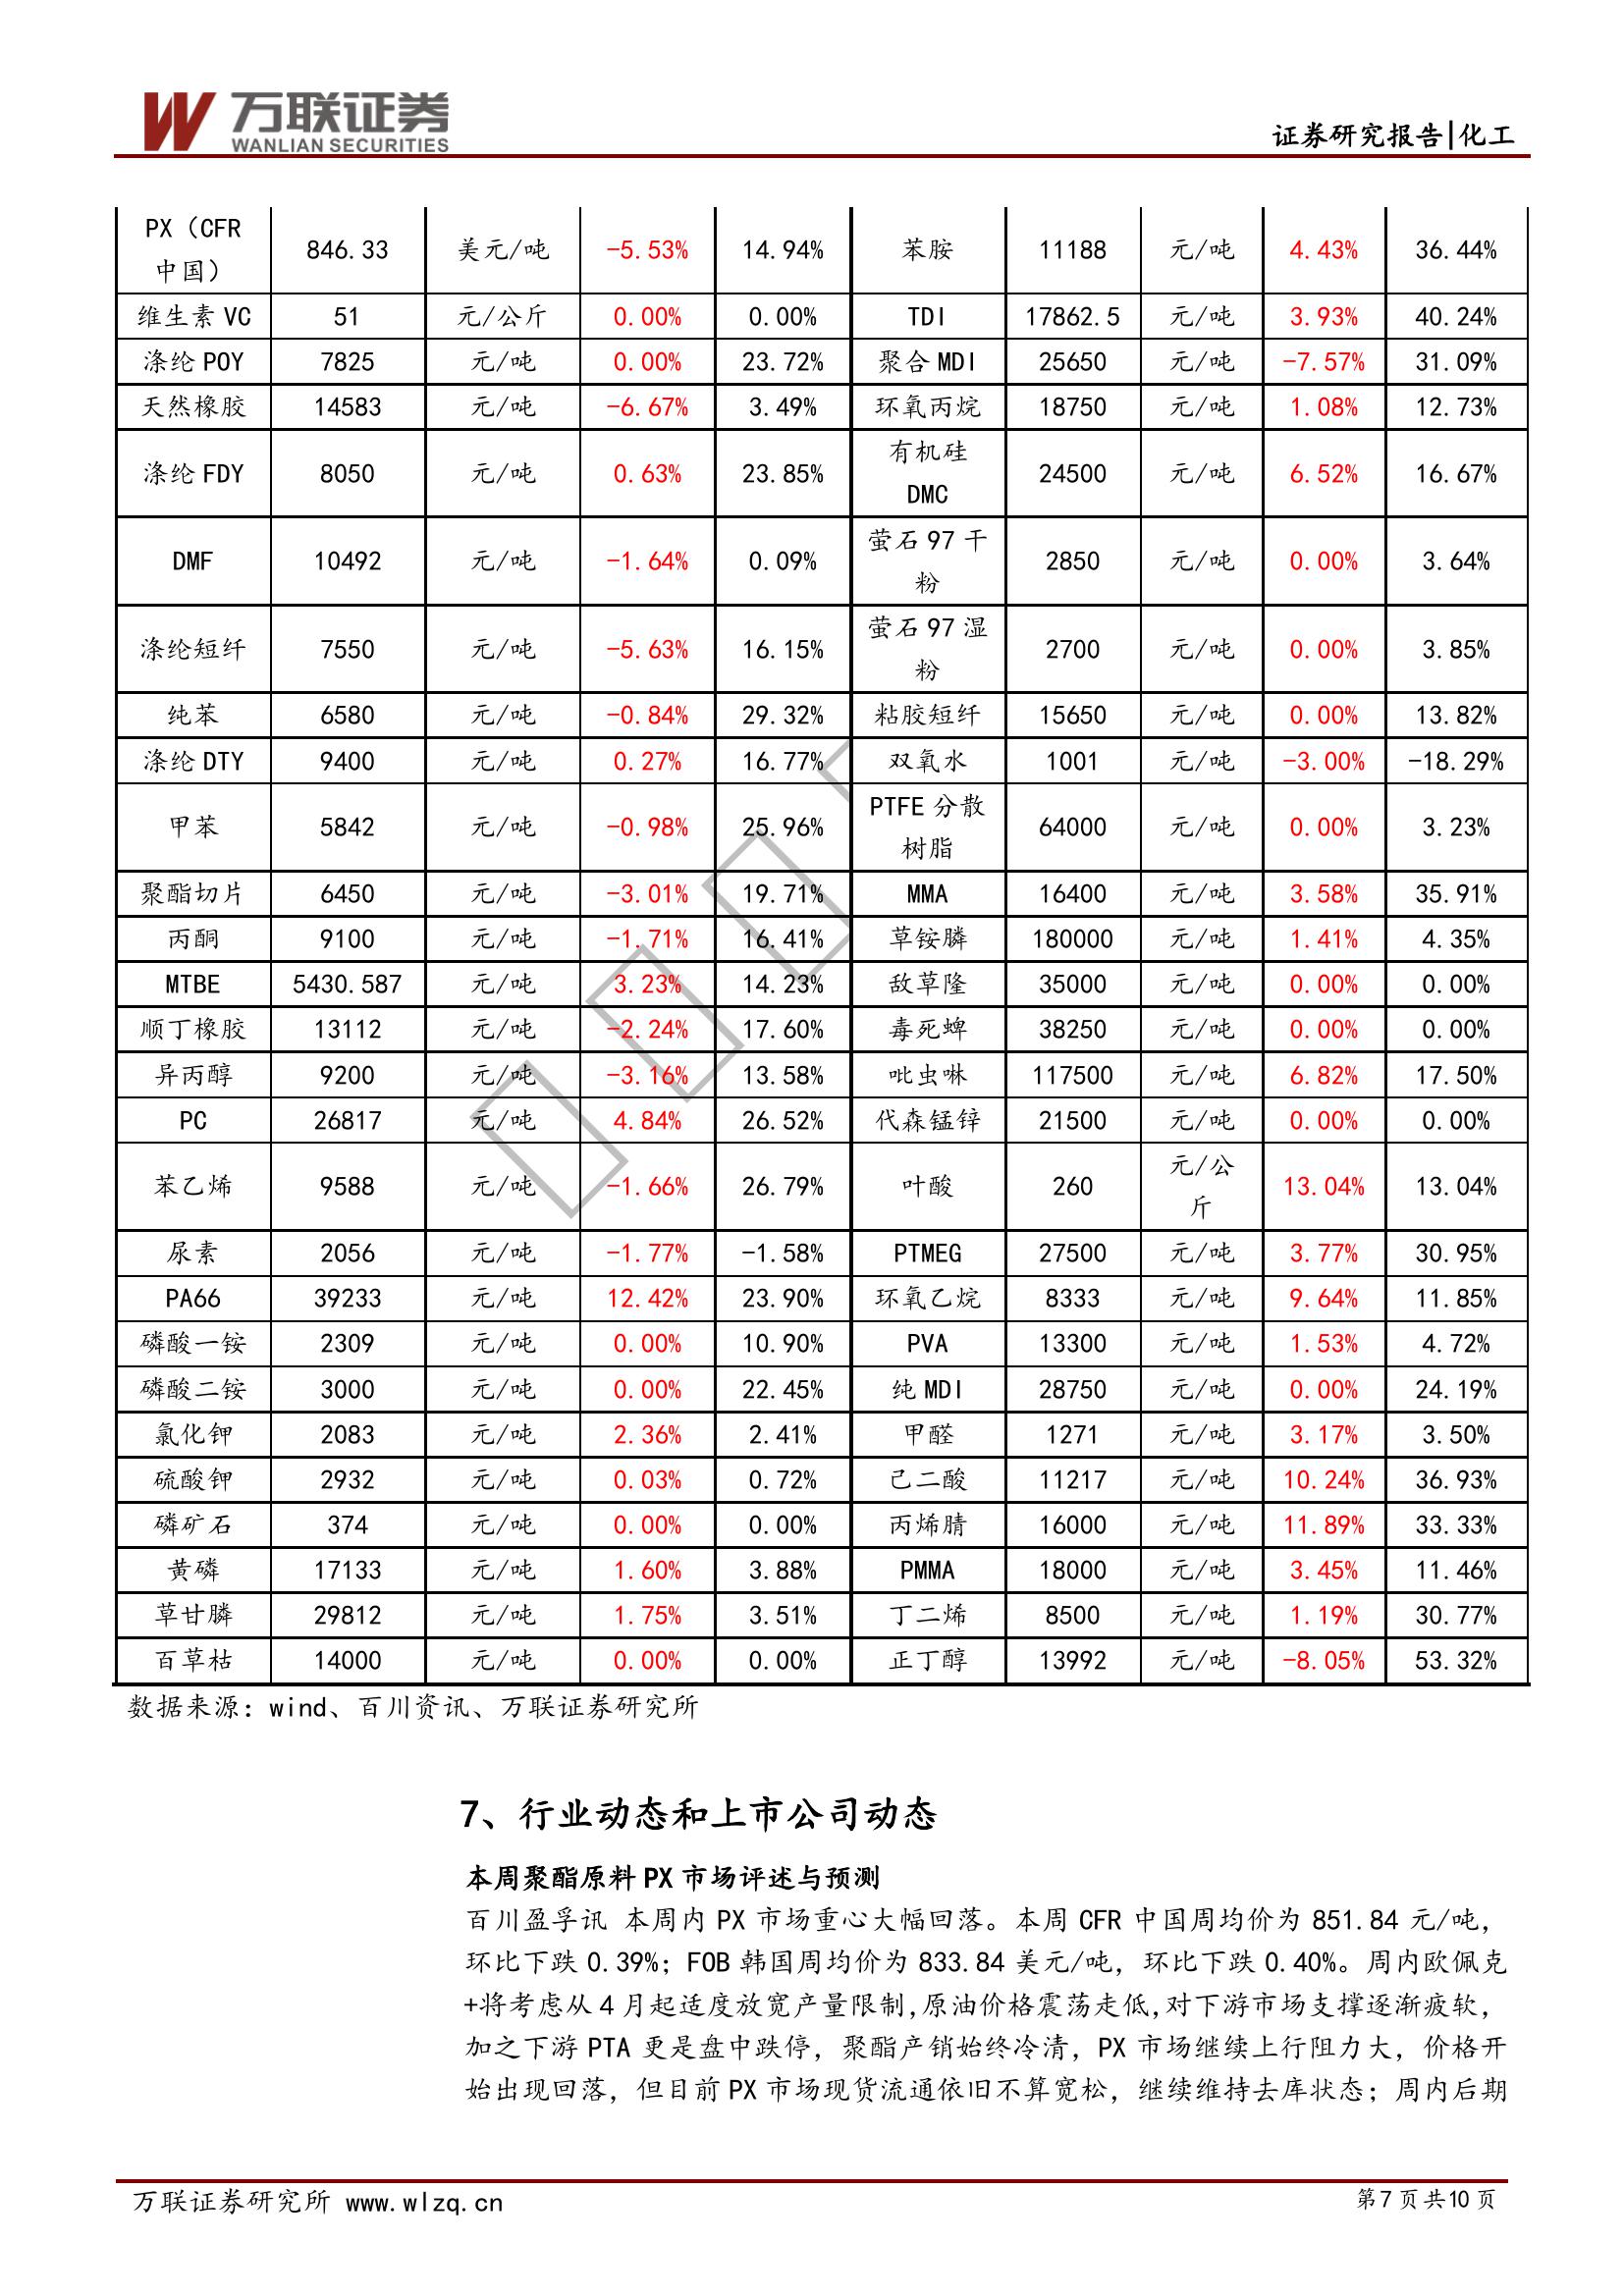 万联证券
WANLIAN SECURITIES
证券研究报告|化工
PX（CFR
中国） 846.33 美元/吨 -5.53% 14.94% 苯胺 11188 元/吨 4.43% 36.44%
维生素 VC 51 元/公斤 0.00% 0.00% TDI 17862.5 元/吨 3.93% 40.24%
涤纶 POY 7825 元/吨 0.00% 23.72% 聚合 MDI 25650 元/吨 -7.57% 31.09%
天然橡胶 14583 元/吨 -6.67% 3.49% 环氧丙烷 18750 元/吨 1.08% 12.73%
涤纶 FDY 8050 元/吨 0.63% 23.85% 有机硅
DMC 24500 元/吨 6.52% 16.67%
DMF 10492 元/吨 -1.64% 0.09% 萤石 97 干
粉 2850 元/吨 0.00% 3.64%
涤纶短纤 7550 元/吨 -5.63% 16.15% 萤石 97 湿
粉 2700 元/吨 0.00% 3.85%
纯苯 6580 元/吨 -0.84% 29.32% 粘胶短纤 15650 元/吨 0.00% 13.82%
涤纶 DTY 9400 元/吨 0.27% 16.77% 双氧水 1001 元/吨 -3.00% -18.29%
甲苯 5842 元/吨 -0.98% 25.96% PTFE 分散
树脂 64000 元/吨 0.00% 3.23%
聚酯切片 6450 元/吨 -3.01% 19.71% MMA 16400 元/吨 3.58% 35.91%
丙酮 9100 元/吨 -1.71% 16.41% 草铵膦 180000 元/吨 1.41% 4.35%
MTBE 5430.587 元/吨 3.23% 14.23% 敌草隆 35000 元/吨 0.00% 0.00%
顺丁橡胶 13112 元/吨 -2.24% 17.60% 毒死蜱 38250 元/吨 0.00% 0.00%
异丙醇 9200 元/吨 -3.16% 13.58% 吡虫啉 117500 元/吨 6.82% 17.50%
PC 26817 元/吨 4.84% 26.52% 代森锰锌 21500 元/吨 0.00% 0.00%
苯乙烯 9588 元/吨 -1.66% 26.79% 叶酸 260 元/公
斤 13.04% 13.04%
尿素 2056 元/吨 -1.77% -1.58% PTMEG 27500 元/吨 3.77% 30.95%
PA66 39233 元/吨 12.42% 23.90% 环氧乙烷 8333 元/吨 9.64% 11.85%
磷酸一铵 2309 元/吨 0.00% 10.90% PVA 13300 元/吨 1.53% 4.72%
磷酸二铵 3000 元/吨 0.00% 22.45% 纯 MDI 28750 元/吨 0.00% 24.19%
氯化钾 2083 元/吨 2.36% 2.41% 甲醛 1271 元/吨 3.17% 3.50%
硫酸钾 2932 元/吨 0.03% 0.72% 己二酸 11217 元/吨 10.24% 36.93%
磷矿石 374 元/吨 0.00% 0.00% 丙烯腈 16000 元/吨 11.89% 33.33%
黄磷 17133 元/吨 1.60% 3.88% PMMA 18000 元/吨 3.45% 11.46%
草甘膦 29812 元/吨 1.75% 3.51% 丁二烯 8500 元/吨 1.19% 30.77%
百草枯 14000 元/吨 0.00% 0.00% 正丁醇 13992 元/吨 -8.05% 53.32%
数据来源：wind、百川资讯、万联证券研究所
7、行业动态和上市公司动态
本周聚酯原料 PX 市场评述与预测
百川盈孚讯 本周内 PX 市场重心大幅回落。本周 CFR 中国周均价为 851.84 元/吨，
环比下跌 0.39%；FOB 韩国周均价为 833.84 美元/吨，环比下跌 0.40%。周内欧佩克
+将考虑从 4 月起适度放宽产量限制,原油价格震荡走低,对下游市场支撑逐渐疲软，
加之下游 PTA 更是盘中跌停，聚酯产销始终冷清，PX 市场继续上行阻力大，价格开
始出现回落，但目前 PX 市场现货流通依旧不算宽松，继续维持去库状态；周内后期
万联证券研究所 www.wlzq.cn
第 7 页 共 10 页